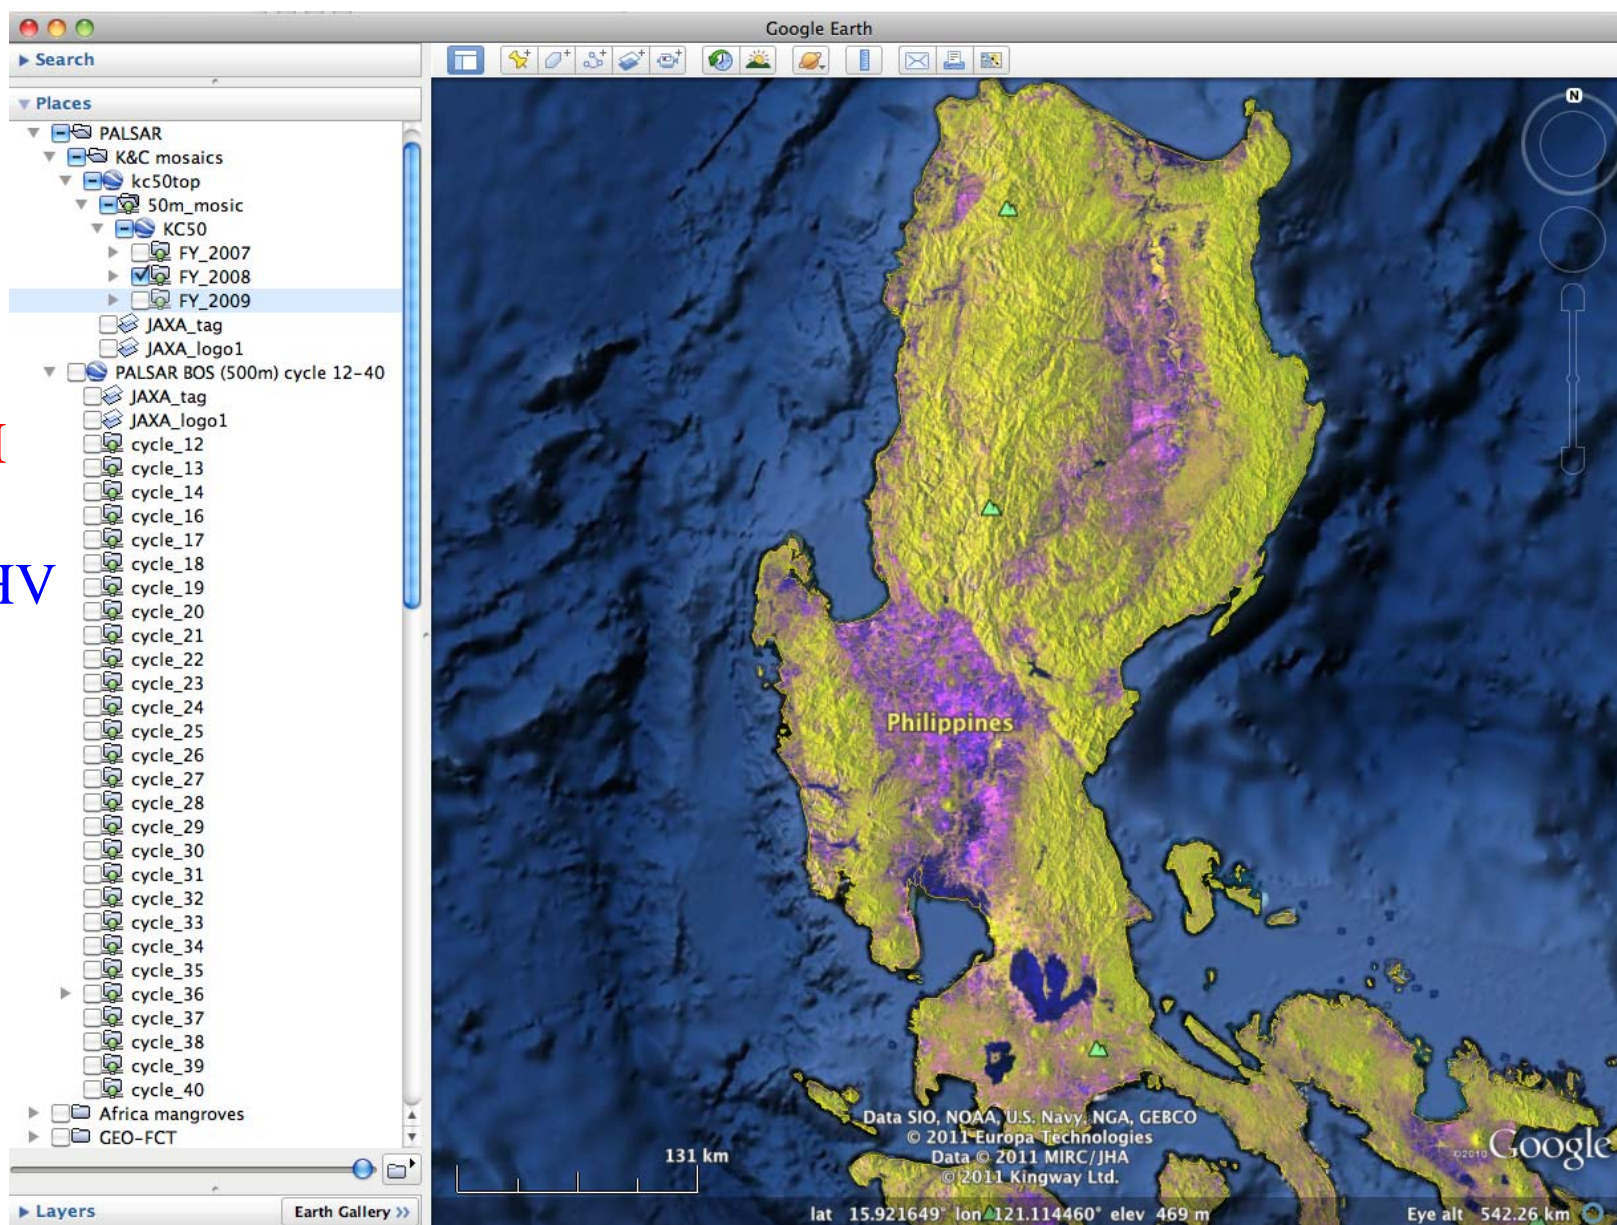 Google Earth
Search
Places
PALSAR
K&C mosaics
kc50top
50m_mosic
KC50
FY_2007
FY_2008
FY_2009
JAXA_tag
JAXA_logo1
PALSAR BOS (500m) cycle 12-40
JAXA_tag
JAXA_logo1
cycle_12
cycle_13
cycle_14
cycle_16
cycle_17
cycle_18
cycle_19
cycle_20
cycle_21
cycle_22
cycle_23
cycle_24
cycle_25
cycle_26
cycle_27
cycle_28
cycle_29
cycle_30
cycle_31
cycle_32
cycle_33
cycle_34
cycle_35
cycle_36
cycle_37
cycle_38
cycle_39
cycle_40
Africa mangroves
GEO-FCT
Layers
Earth Gallery >>
HV
N
Philippines
131 km
Data SIO, NOAA, U.S. Navy, NGA, GEBCO
© 2011 Europa Technologies
Data © 2011 MIRC/JHA
© 2011 Kingway Ltd.
©2010 Google
lat 15.921649° lon 121.114460° elev 469 m
Eye alt 542.26 km